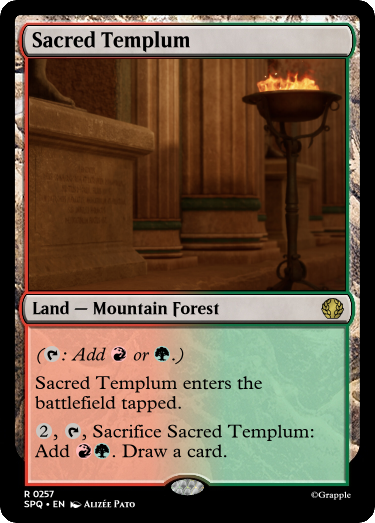 Sacred Templum
Land — Mountain Forest
(T: Add R or G.)
Sacred Templum enters the
battlefield tapped.
2, T, Sacrifice Sacred Templum:
Add RG. Draw a card.
R 0257
SPQ • EN Alizée Pato
©Grapple